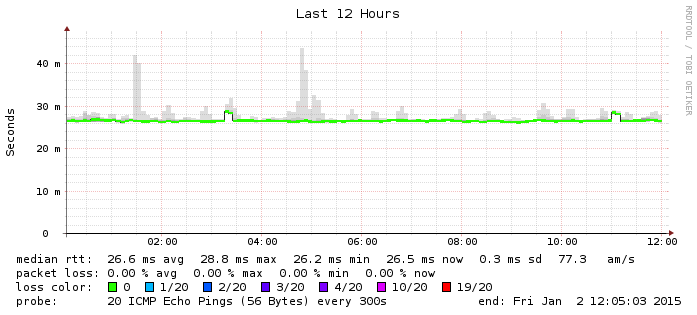 Last 12 Hours
RRDTOOL / TOBI OETIKER
Seconds
40 m
30 m
20 m
10 m
0
02:00 04:00 06:00 08:00 10:00 12:00
median rtt: 26.6 ms avg 28.8 ms max 26.2 ms min 26.5 ms now 0.3 ms sd 77.3 am/s
packet loss: 0.00 % avg 0.00 % max 0.00 % min 0.00 % now
loss color: 0 1/20 2/20 3/20 4/20 10/20 19/20
probe: 20 ICMP Echo Pings (56 Bytes) every 300s end: Fri Jan 2 12:05:03 2015